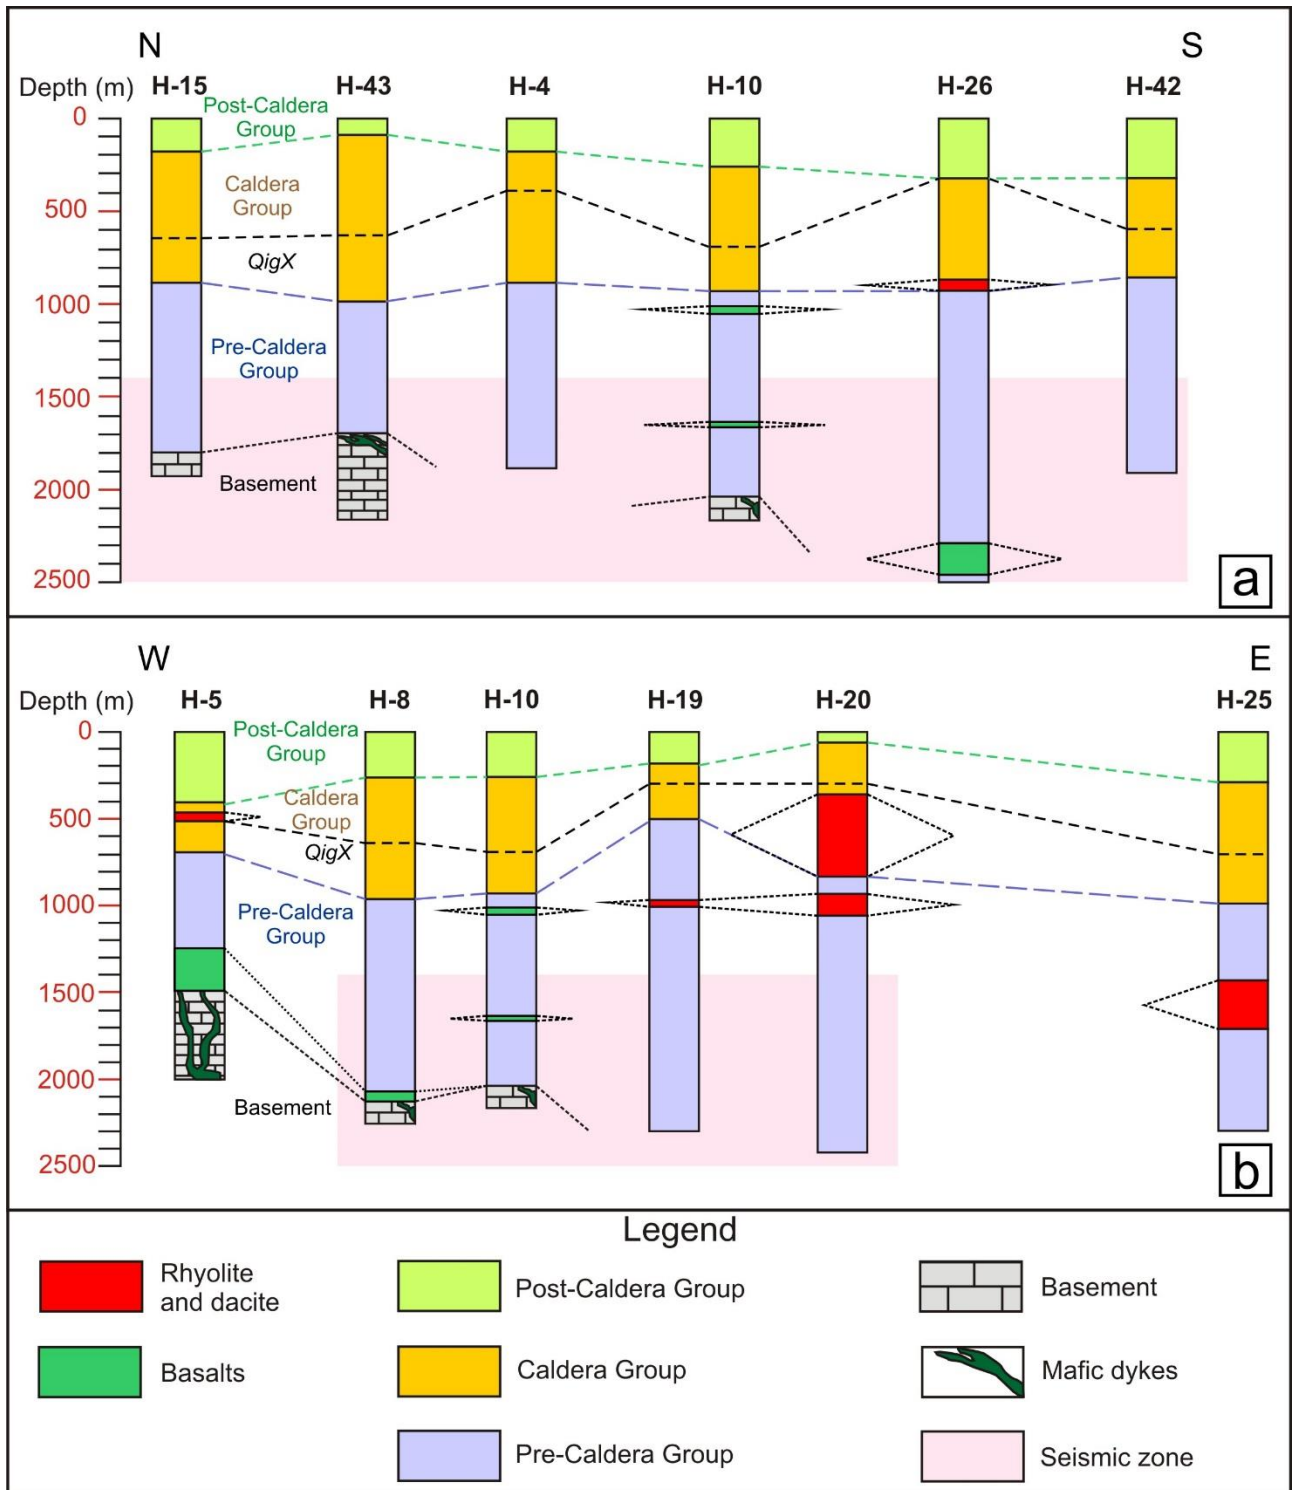 N
S
Depth (m)
H-15
H-43
H-4
H-10
H-26
H-42
0
500
1000
1500
2000
2500
Post-Caldera
Group
Caldera
Group
QigX
Pre-Caldera
Group
Basement
a
W
E
Depth (m)
H-5
H-8
H-10
H-19
H-20
H-25
0
500
1000
1500
2000
2500
Post-Caldera
Group
Caldera
Group
QigX
Pre-Caldera
Group
Basement
b
Legend
Rhyolite
and dacite
Post-Caldera Group
Basement
Basalts
Caldera Group
Mafic dykes
Pre-Caldera Group
Seismic zone